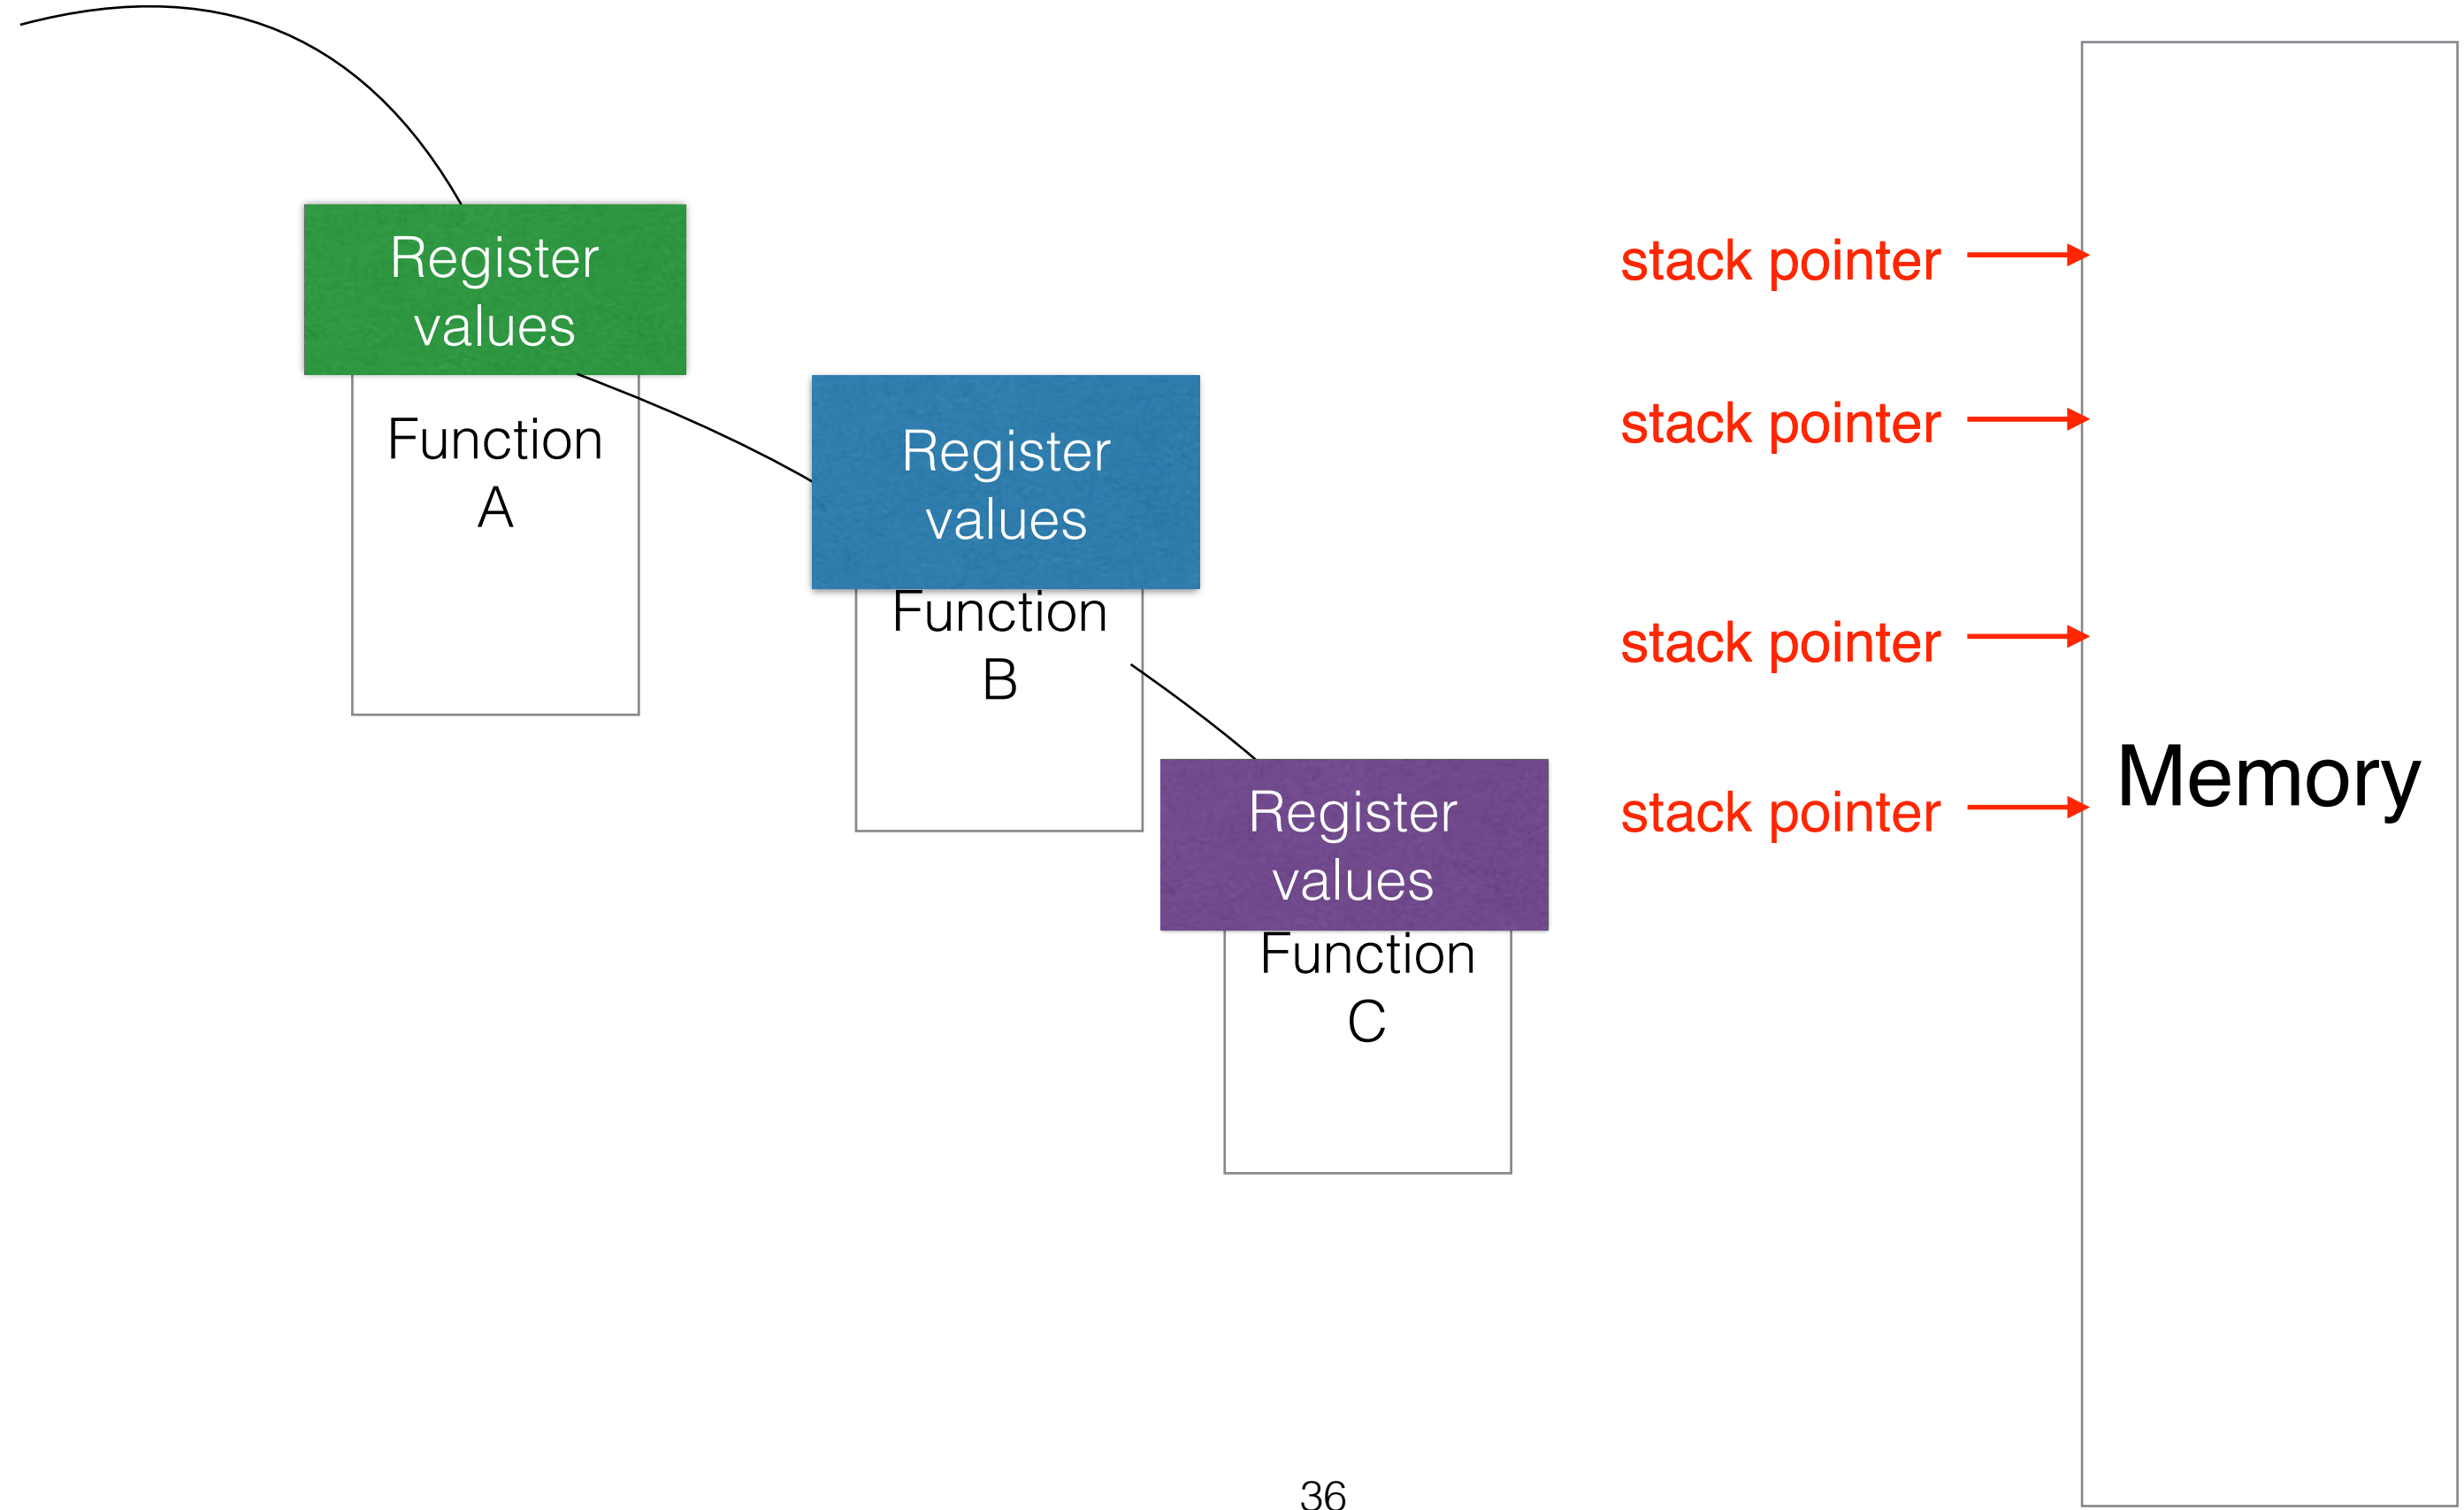 Register
values
Function
A
Register
values
Function
B
Register
values
Function
C
stack pointer
stack pointer
stack pointer
stack pointer
Memory
36